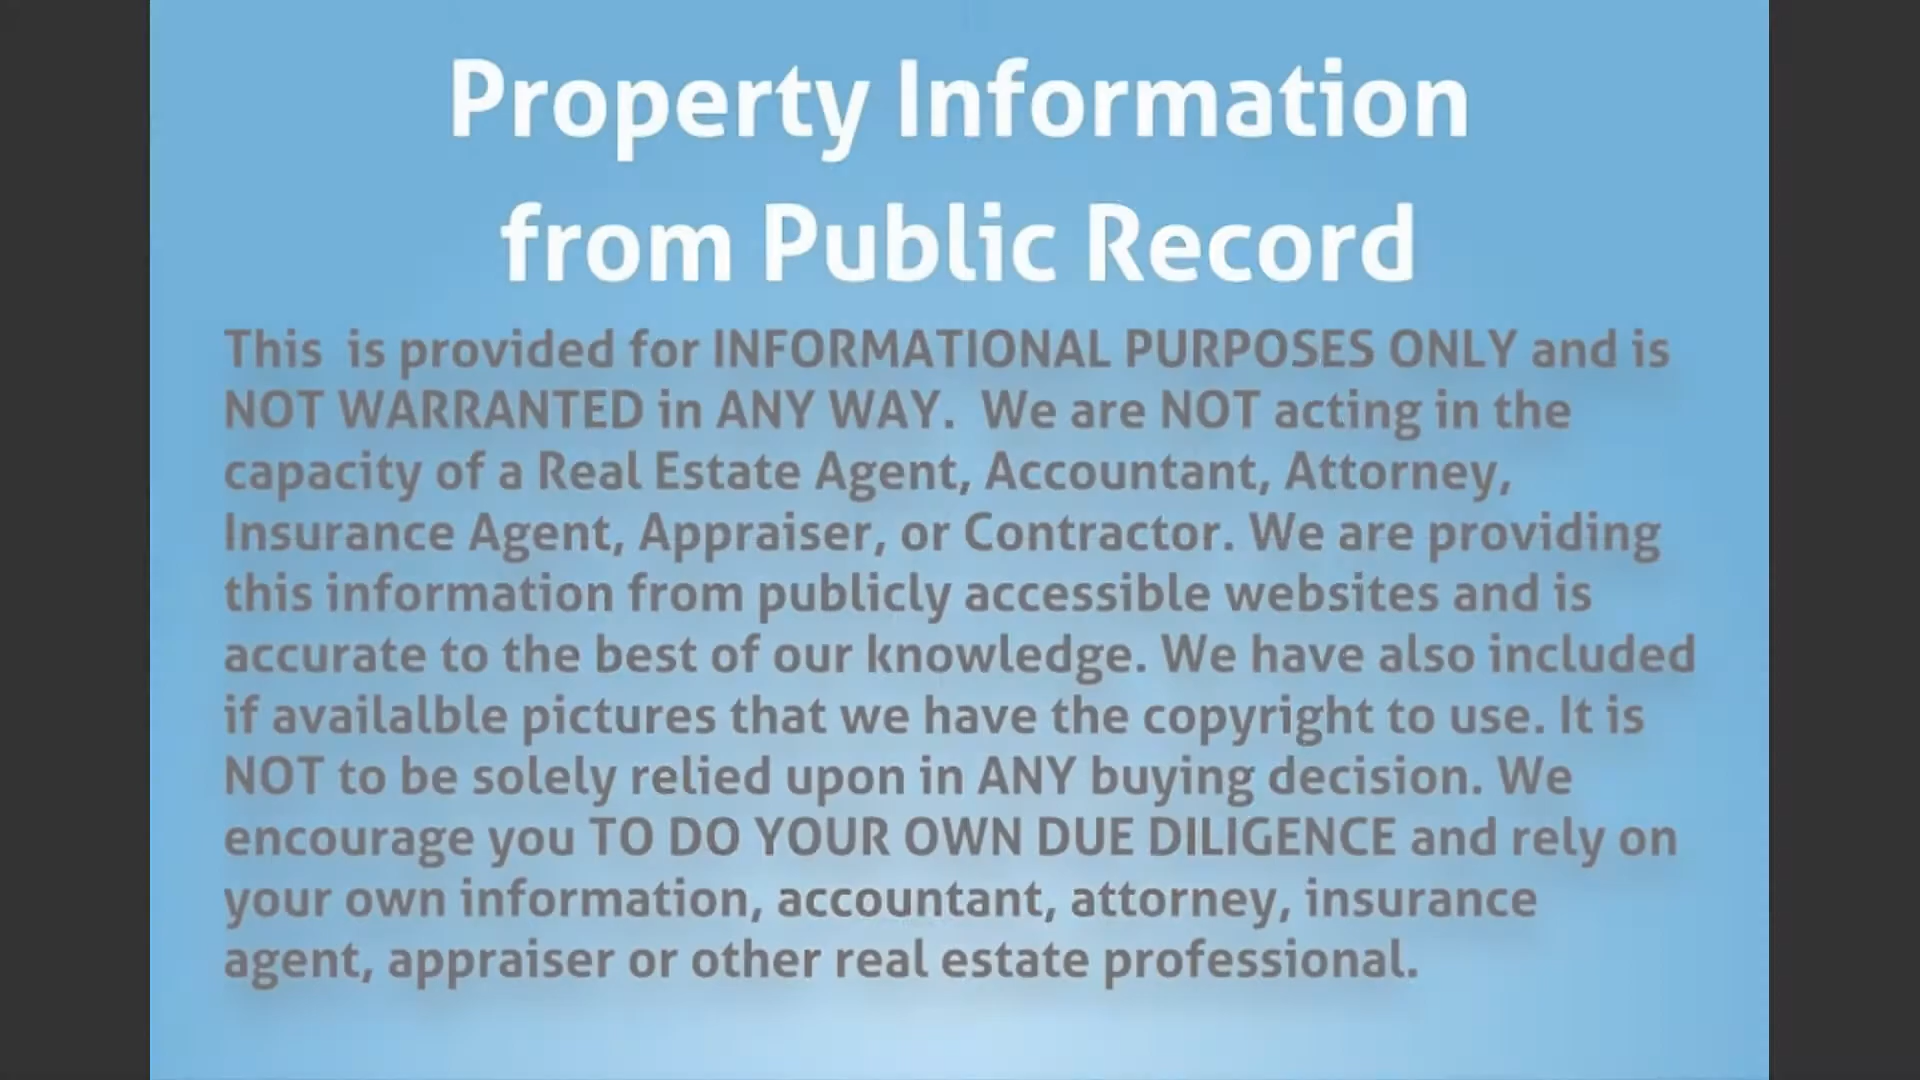 Property Information
from Public Record
This  is provided for INFORMATIONAL PURPOSES ONLY and is
NOT WARRANTED in ANY WAY.  We are NOT acting in the
capacity of a Real Estate Agent, Accountant, Attorney,
Insurance Agent, Appraiser, or Contractor. We are providing
this information from publicly accessible websites and is
accurate to the best of our knowledge. We have also included
if availalble pictures that we have the copyright to use. It is
NOT to be solely relied upon in ANY buying decision. We
encourage you TO DO YOUR OWN DUE DILIGENCE and rely on
your own information, accountant, attorney, insurance
agent, appraiser or other real estate professional.